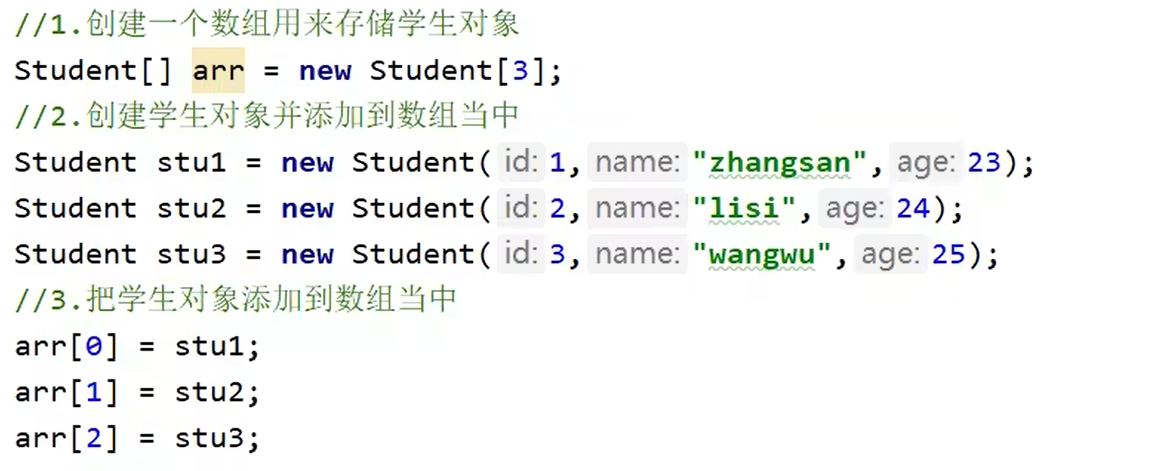 //1.创建一个数组用来存储学生对象
Student[] arr = new Student[3];
//2.创建学生对象并添加到数组当中
Student stu1 = new Student( id: 1, name: "zhangsan", age: 23);
Student stu2 = new Student( id: 2, name: "lisi", age: 24);
Student stu3 = new Student( id: 3, name: "wangwu", age: 25);
//3.把学生对象添加到数组当中
arr[0] = stu1;
arr[1] = stu2;
arr[2] = stu3;